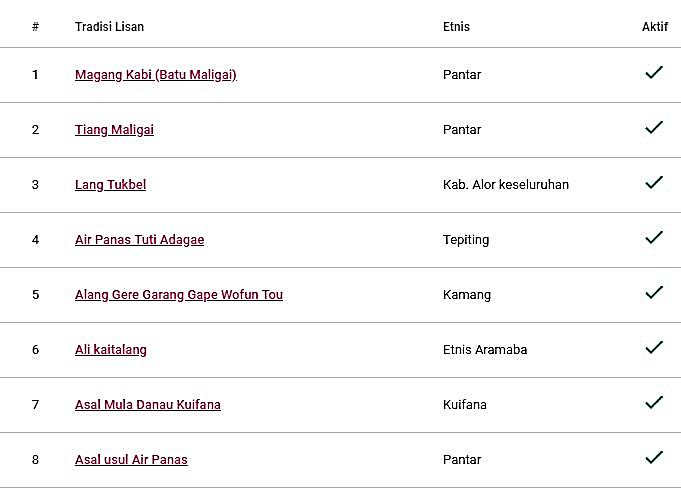 # Tradisi Lisan Etnis Aktif
1 Magang Kabi (Batu Maligai) Pantar
2 Tiang Maligai Pantar
3 Lang Tukbel Kab. Alor keseluruhan
4 Air Panas Tuti Adagae Tepiting
5 Alang Gere Garang Gape Wofun Tou Kamang
6 Ali kaitalang Etnis Aramaba
7 Asal Mula Danau Kuifana Kuifana
8 Asal usul Air Panas Pantar